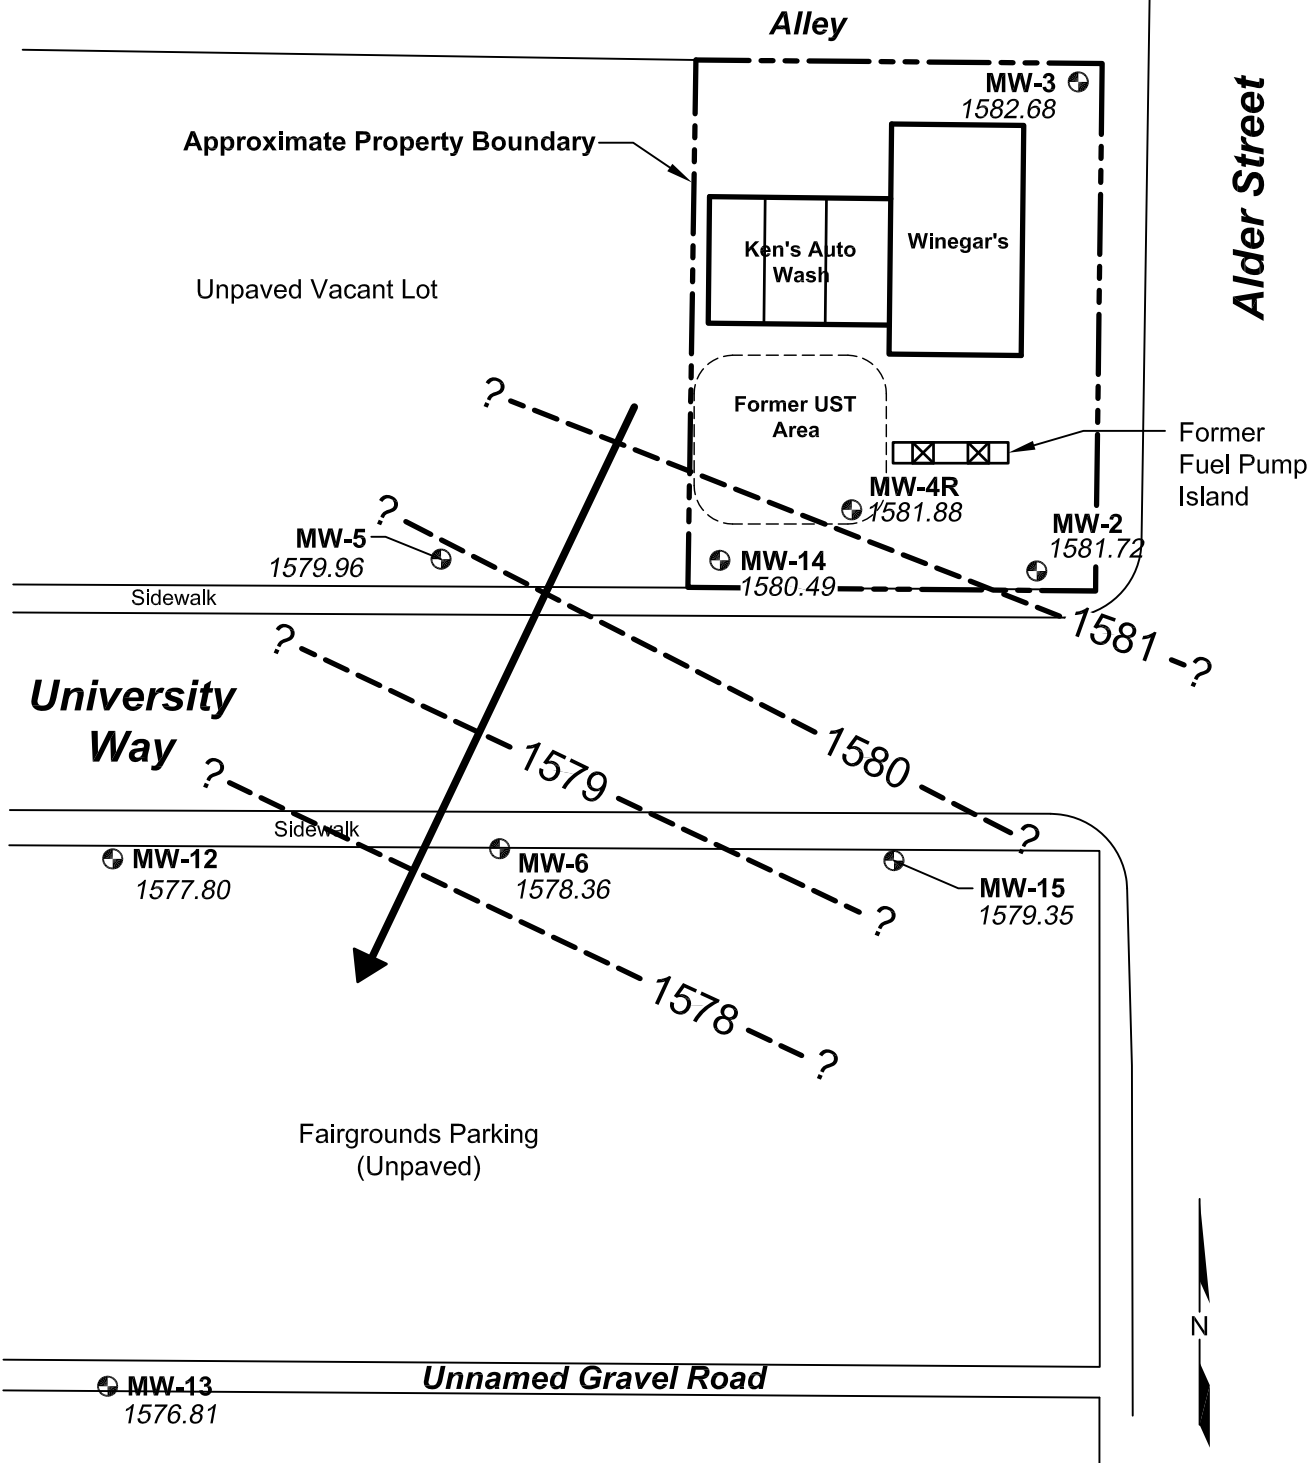 Alley
MW-3
1582.68
Alder Street
Approximate Property Boundary
Ken's Auto
Wash
Winegar's
Unpaved Vacant Lot
?
Former UST
Area
Former
Fuel Pump
Island
MW-4R
1581.88
?
MW-5
1579.96
MW-14
1580.49
MW-2
1581.72
Sidewalk
1581
?
?
University
Way
1580
?
1579
?
?
Sidewalk
MW-12
1577.80
MW-6
1578.36
MW-15
1579.35
?
1578
?
Fairgrounds Parking
(Unpaved)
N
Unnamed Gravel Road
MW-13
1576.81